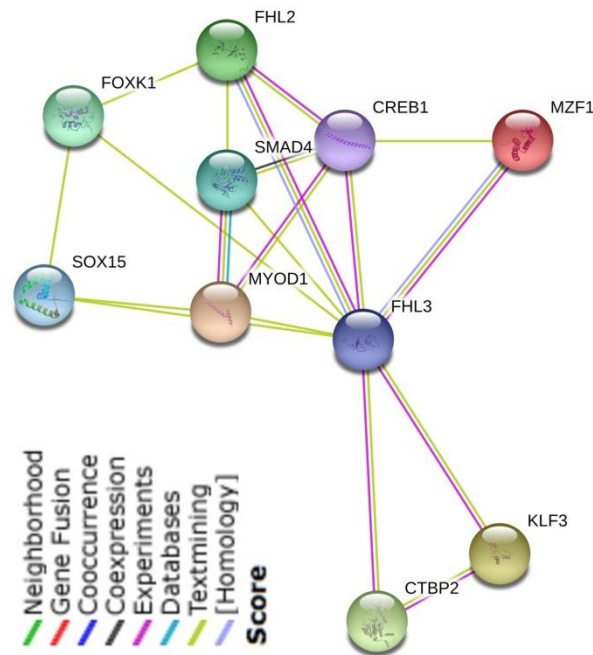 FHL2
FOXK1
CREB1
MZF1
SMAD4
SOX15
MYOD1
FHL3
KLF3
CTBP2
Neighborhood
Gene Fusion
Cooccurrence
Coexpression
Experiments
Databases
Textmining
[Homology]
Score